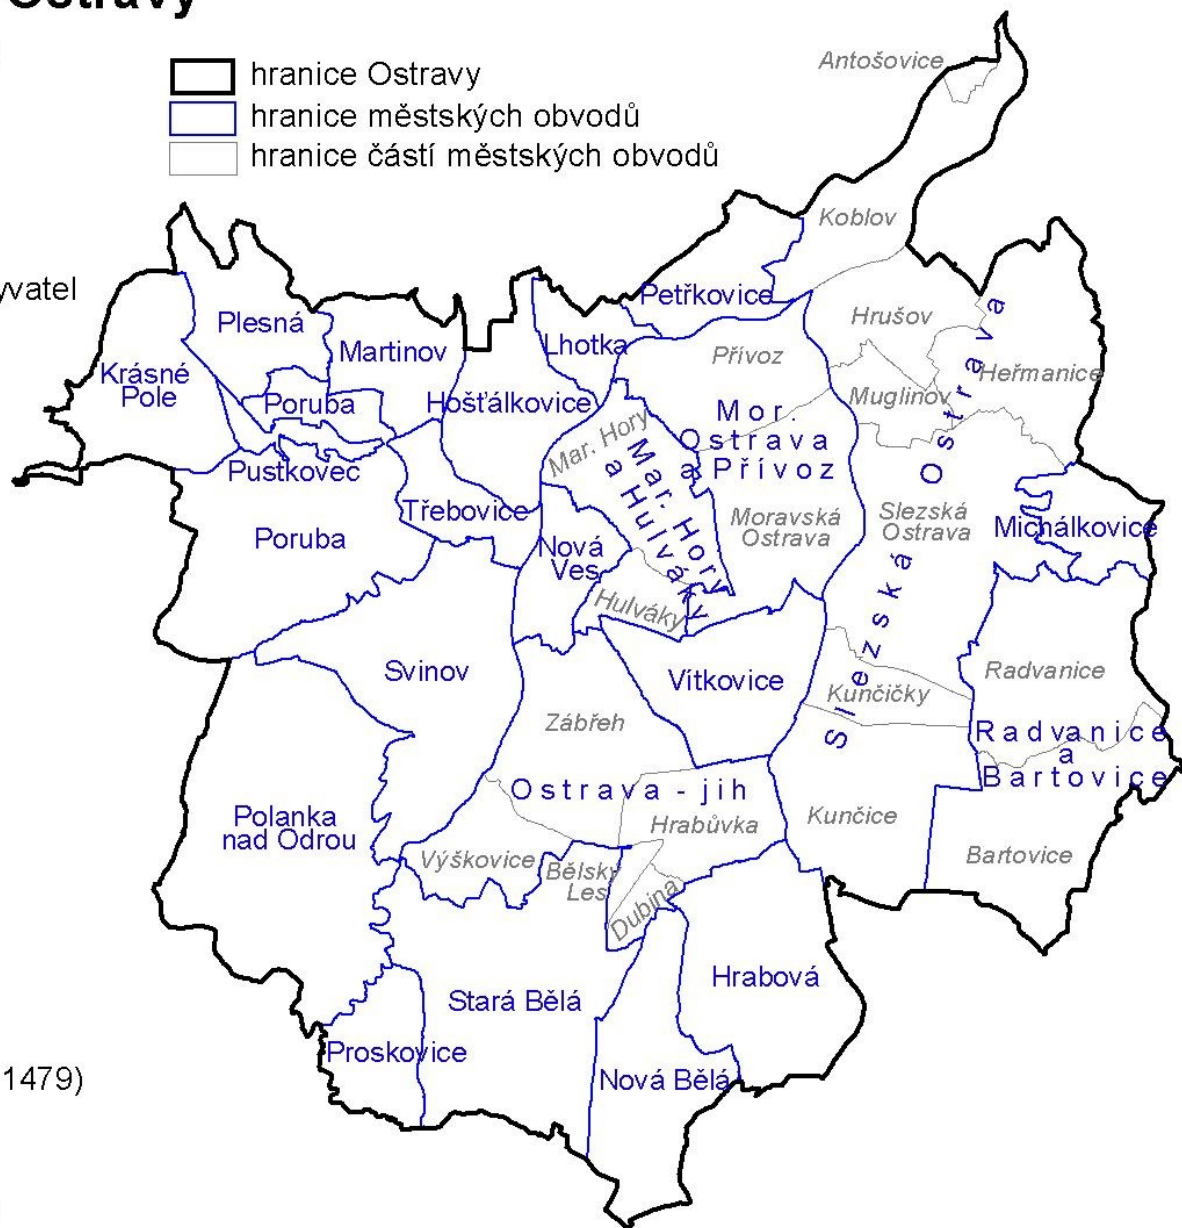 Ostravy
hranice Ostravy
hranice městských obvodů
hranice částí městských obvodů
Antošovice
Koblov
yvatel
Petřkovice
Plesná
Hrušov
Martinov
Lhotka
Přívoz
Krásné
Pole
Heřmanice
Poruba
Hošťálkovice
Muglinov
Mar. Hory
Mor.
Ostrava
a
Přívoz
Mar. Hory
a Hulváky
Pustkovec
Třebovice
Moravská
Ostrava
Slezská
Ostrava
Michálkovice
Poruba
Nová
Ves
Hulváky
Slezská Ostrava
Svinov
Vítkovice
Radvanice
Kunčičky
Zábřeh
Radvanice
a
Bartovice
Ostrava - jih
Polanka
nad Odrou
Hrabůvka
Kunčice
Bartovice
Výškovice
Bělský
Les
Dubina
Hrabová
Stará Bělá
Proskovice
Nová Bělá
1479)